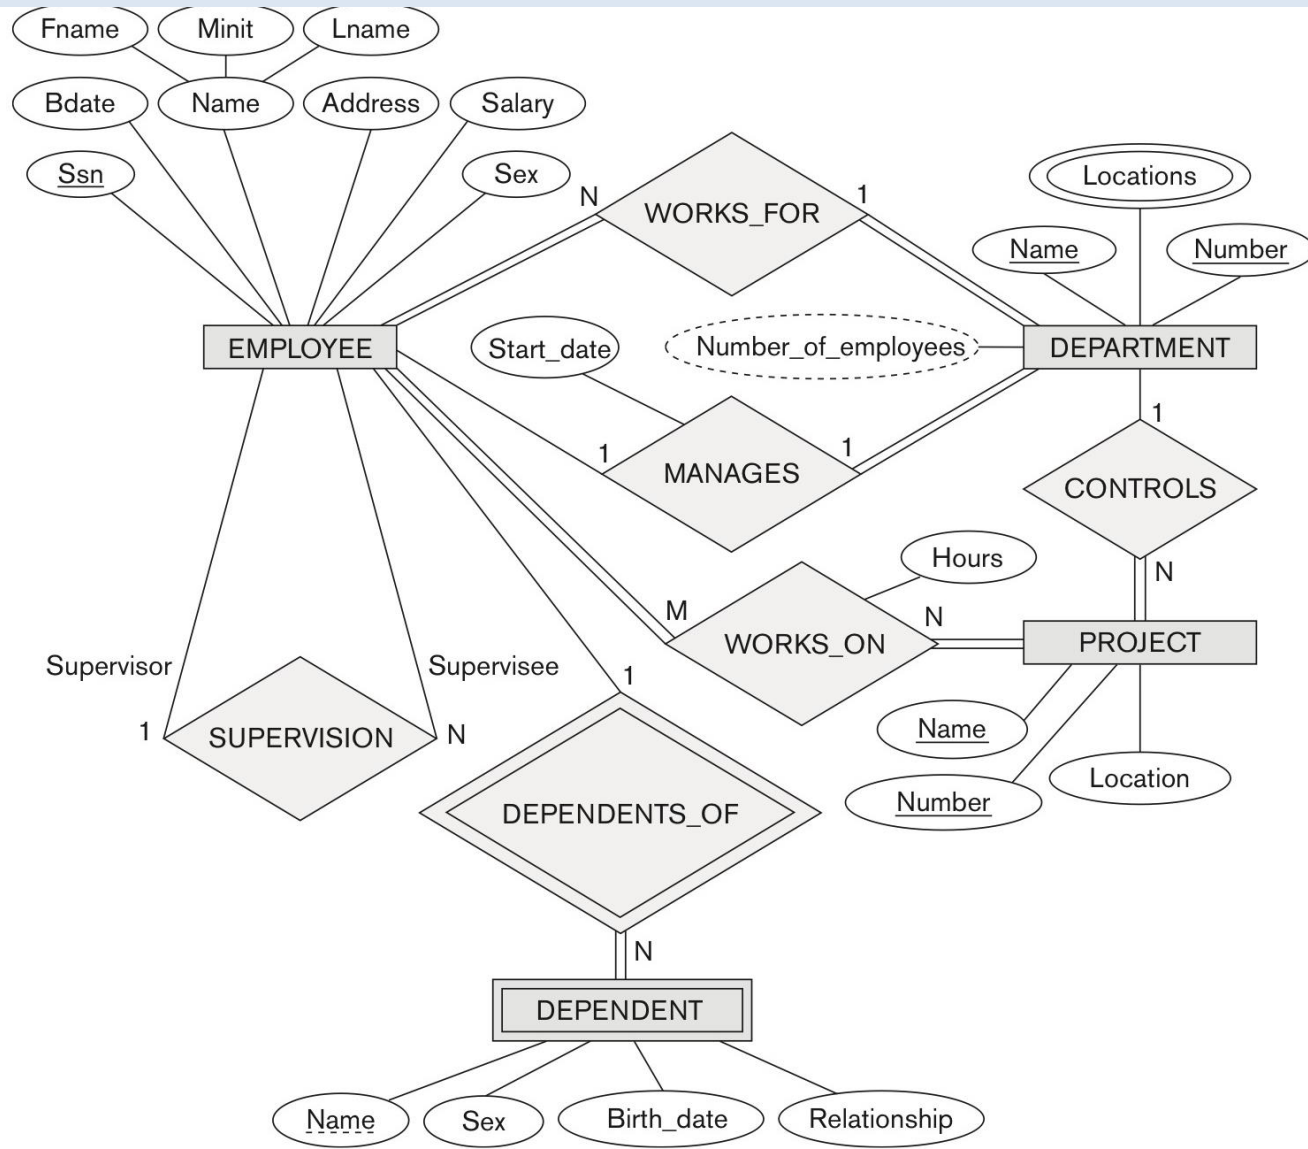 Fname
Minit
Lname
Bdate
Name
Address
Salary
Ssn
Sex
N
WORKS_FOR
1
Locations
Name
Number
EMPLOYEE
Start_date
Number_of_employees
DEPARTMENT
1
MANAGES
1
1
CONTROLS
N
Hours
M
WORKS_ON
N
PROJECT
Supervisor
Supervisee
1
SUPERVISION
N
1
Name
Number
Location
DEPENDENTS_OF
N
DEPENDENT
Name
Sex
Birth_date
Relationship